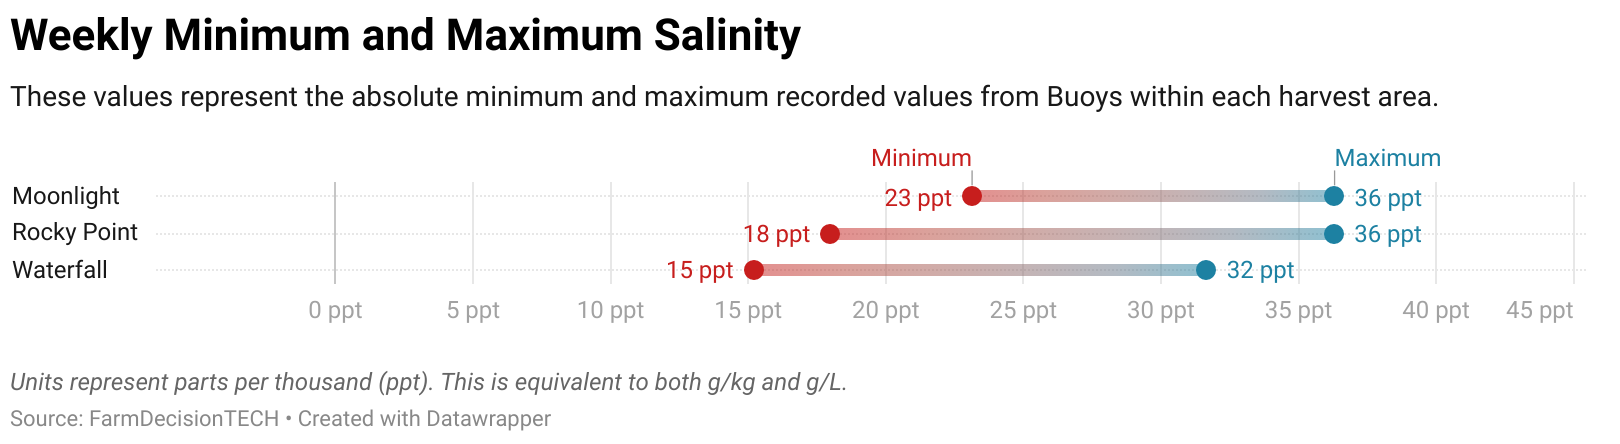 Weekly Minimum and Maximum Salinity
These values represent the absolute minimum and maximum recorded values from Buoys within each harvest area.
Minimum Maximum
Moonlight 23 ppt 36 ppt
Rocky Point 18 ppt 36 ppt
Waterfall 15 ppt 32 ppt
0 ppt 5 ppt 10 ppt 15 ppt 20 ppt 25 ppt 30 ppt 35 ppt 40 ppt 45 ppt
Units represent parts per thousand (ppt). This is equivalent to both g/kg and g/L.
Source: FarmDecisionTECH • Created with Datawrapper